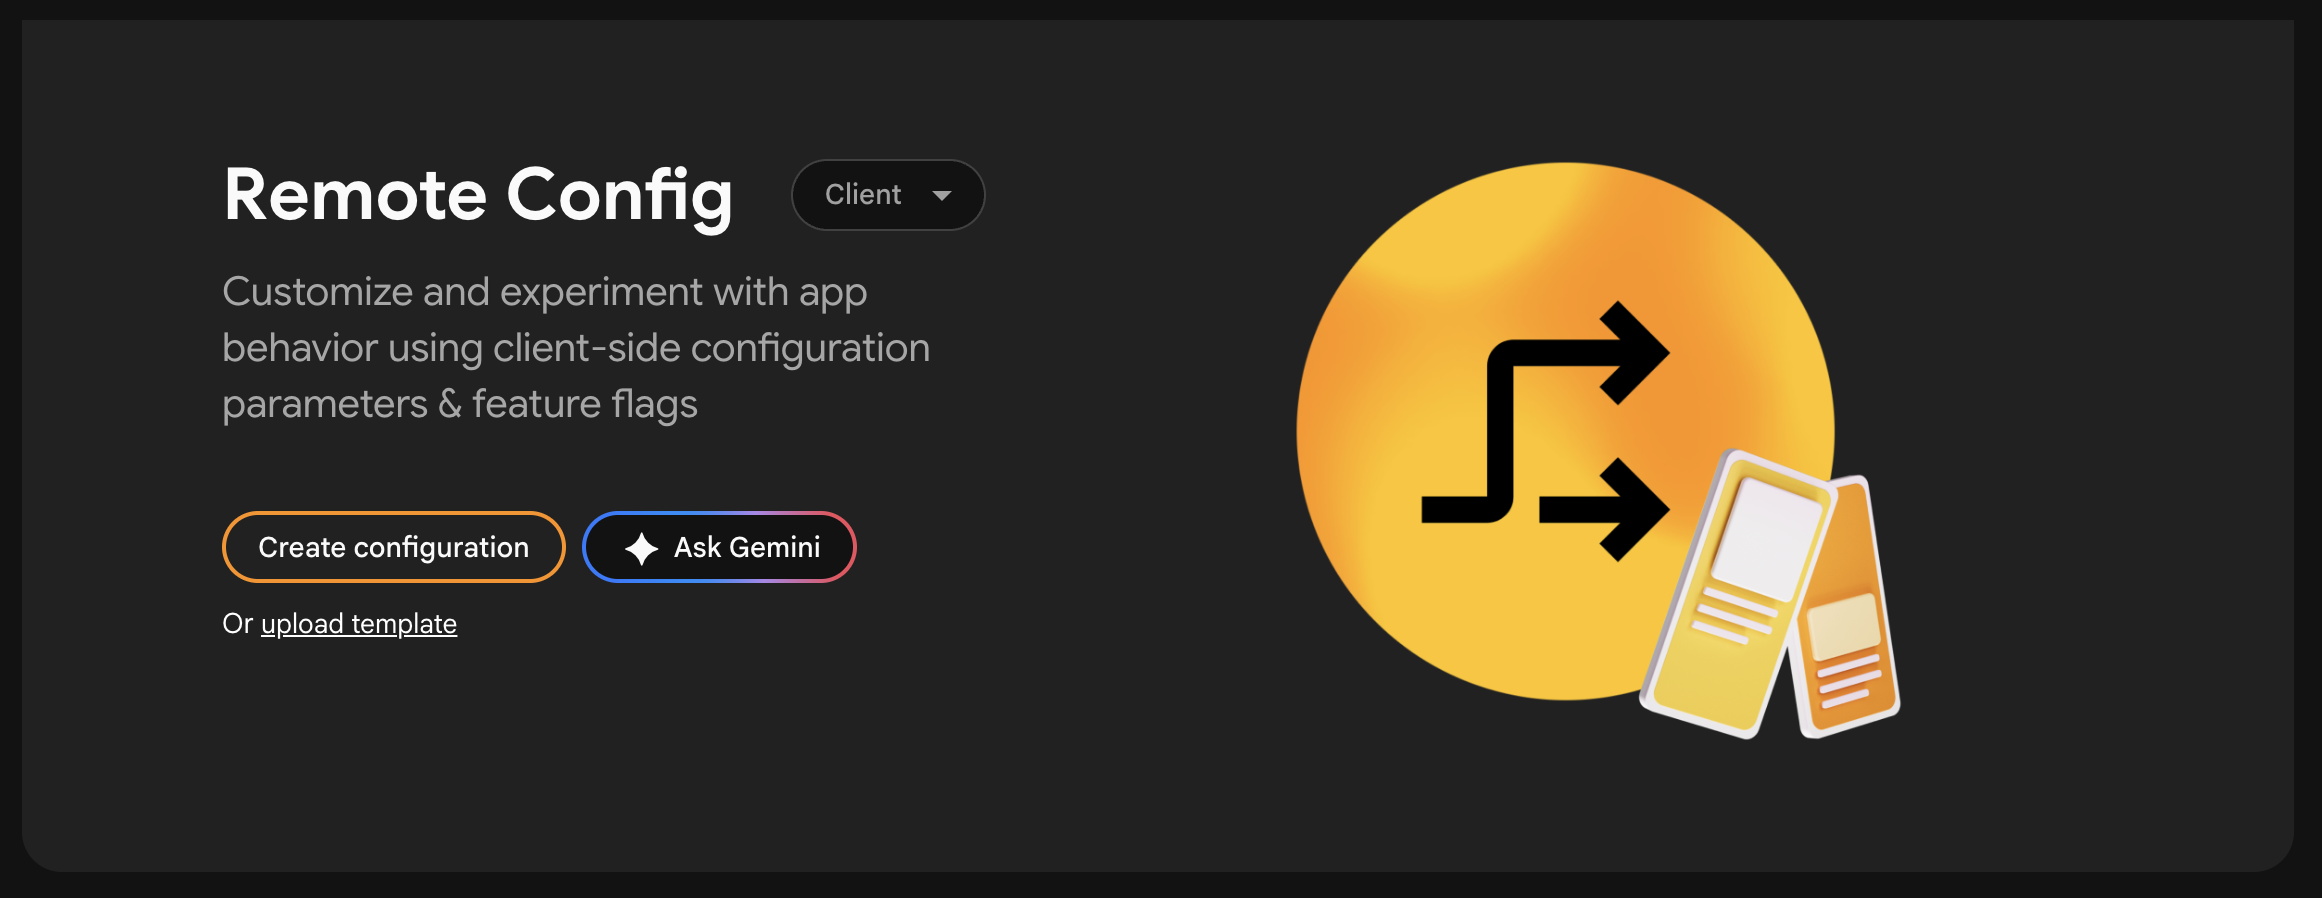 Remote Config
Client
Customize and experiment with app
behavior using client-side configuration
parameters & feature flags
Create configuration
Ask Gemini
Or upload template